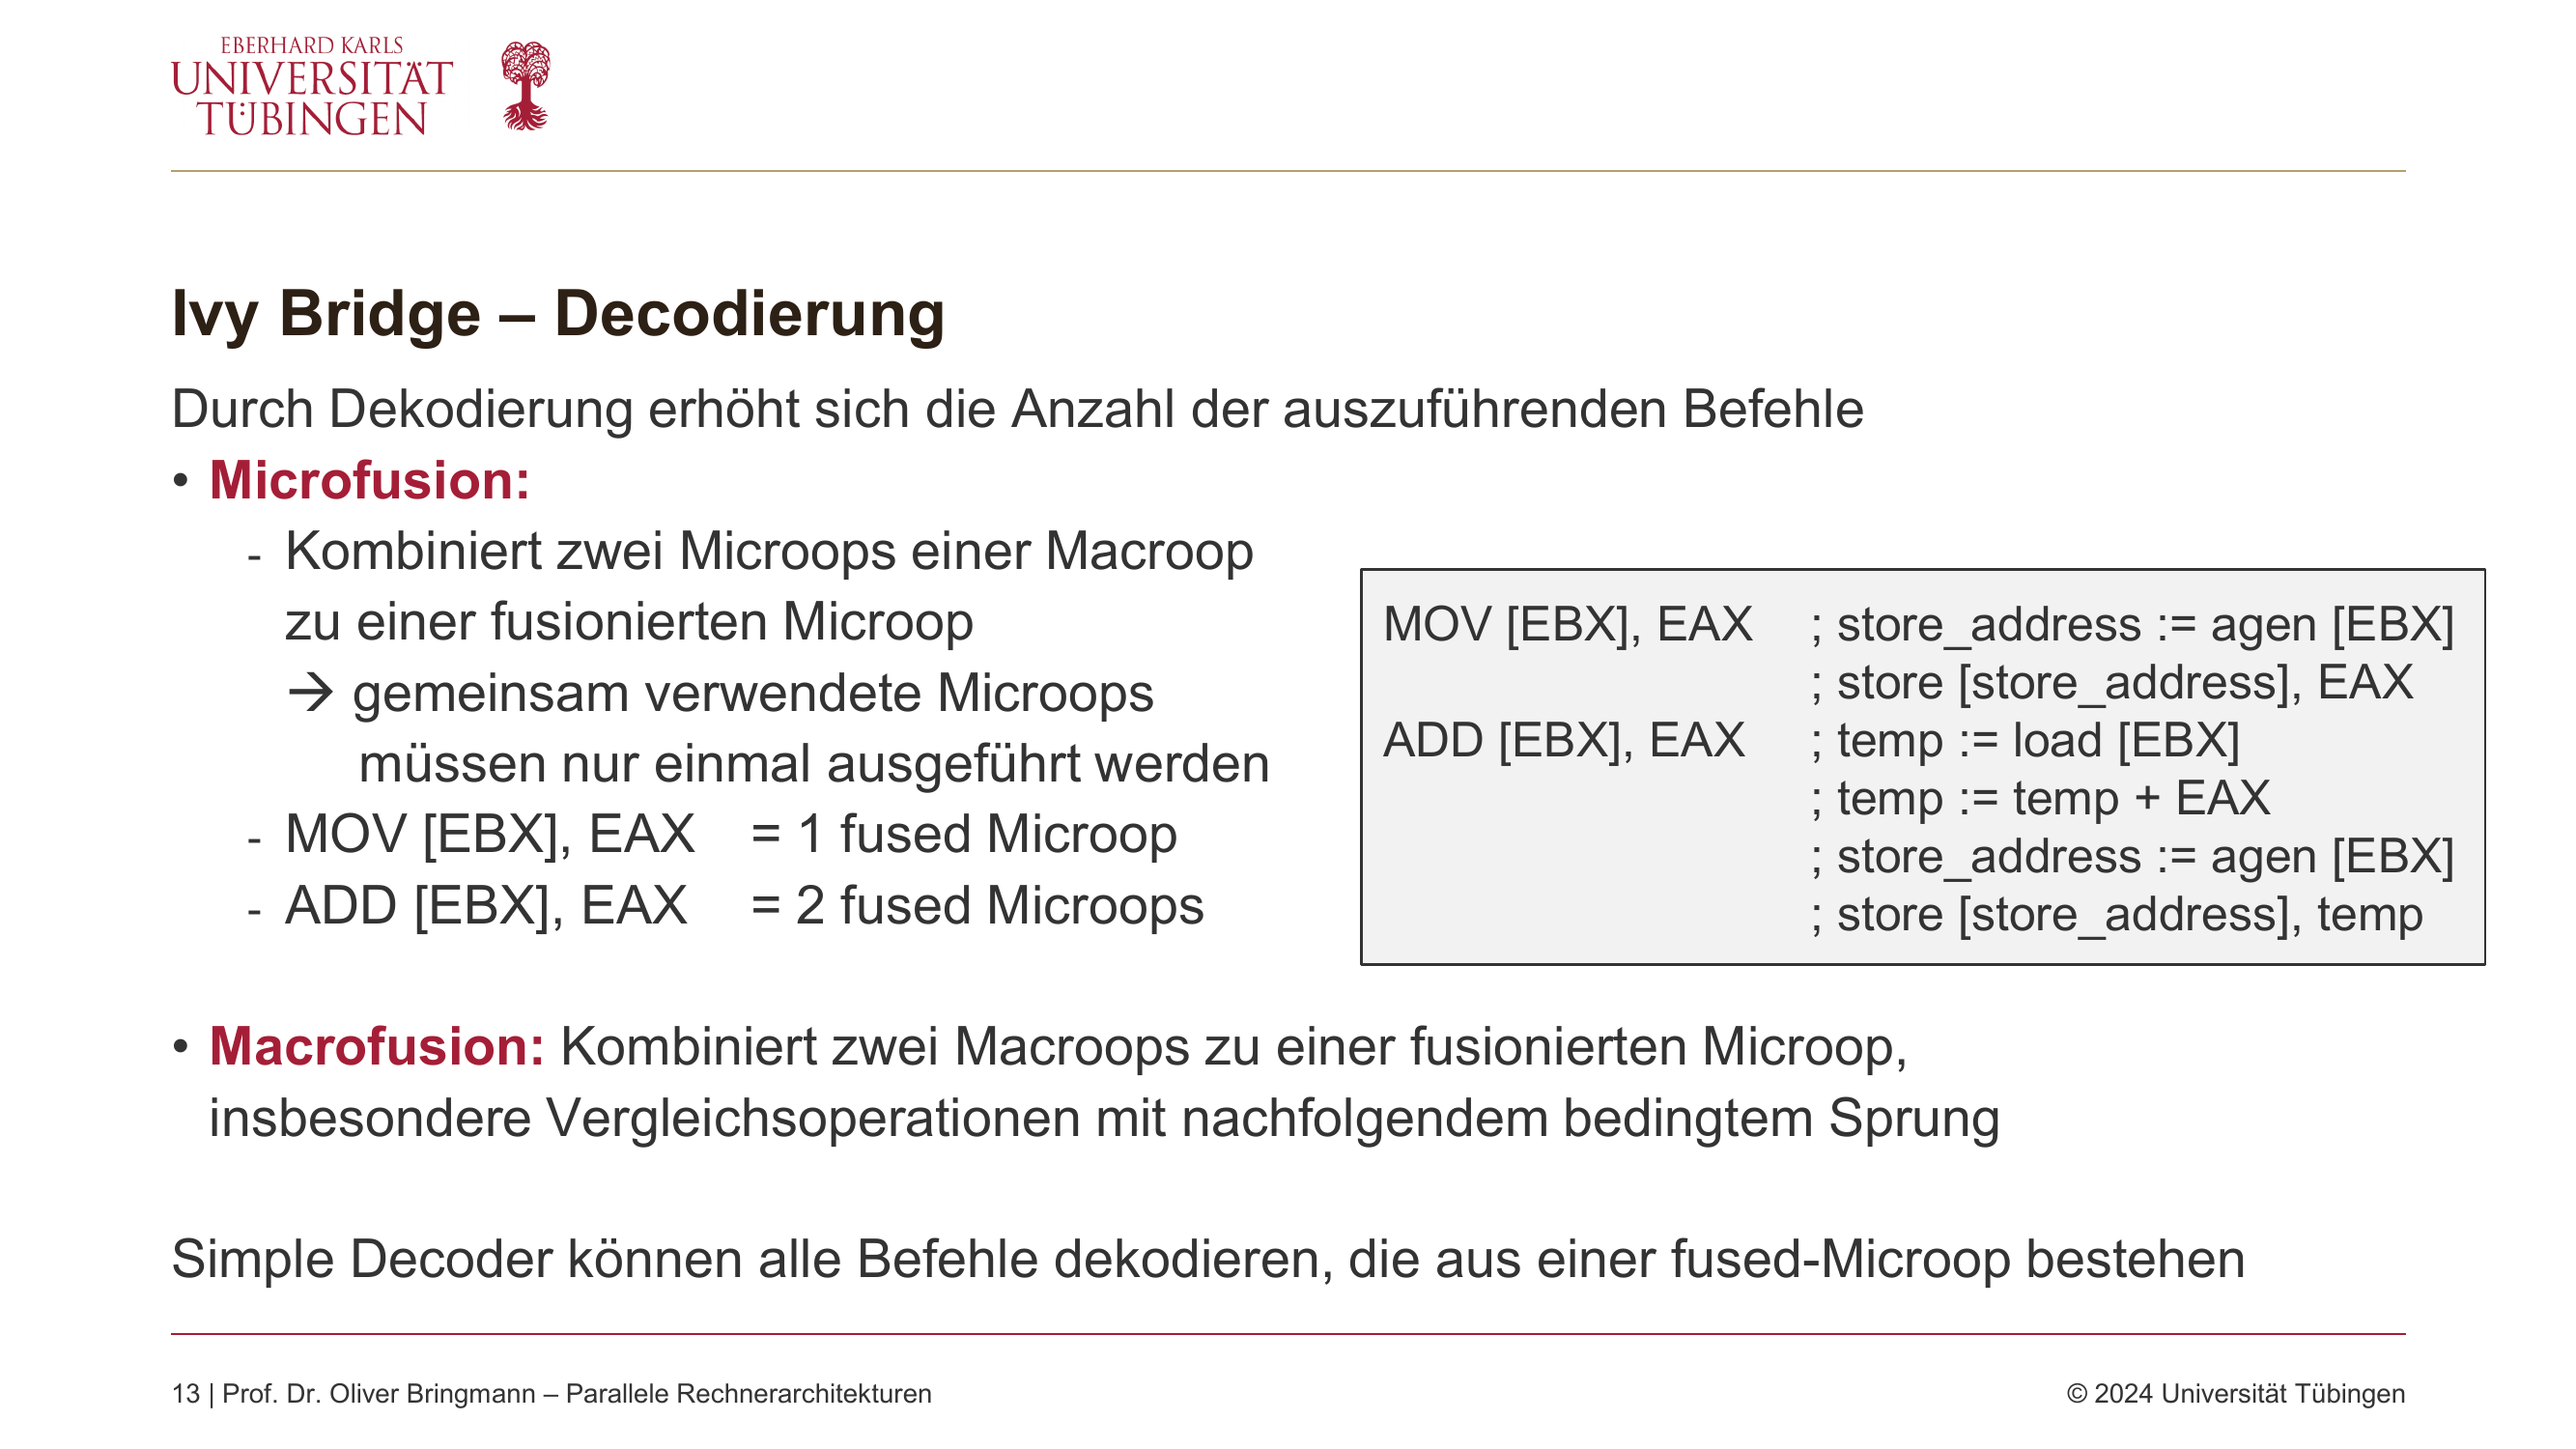 EBERHARD KARLS
UNIVERSITÄT
TÜBINGEN
Ivy Bridge – Decodierung
Durch Dekodierung erhöht sich die Anzahl der auszuführenden Befehle
• Microfusion:
- Kombiniert zwei Microops einer Macroop
zu einer fusionierten Microop
→ gemeinsam verwendete Microops
müssen nur einmal ausgeführt werden
- MOV [EBX], EAX = 1 fused Microop
- ADD [EBX], EAX = 2 fused Microops
MOV [EBX], EAX ; store_address := agen [EBX]
; store [store_address], EAX
ADD [EBX], EAX ; temp := load [EBX]
; temp := temp + EAX
; store_address := agen [EBX]
; store [store_address], temp
• Macrofusion: Kombiniert zwei Macroops zu einer fusionierten Microop,
insbesondere Vergleichsoperationen mit nachfolgendem bedingtem Sprung
Simple Decoder können alle Befehle dekodieren, die aus einer fused-Microop bestehen
13 | Prof. Dr. Oliver Bringmann – Parallele Rechnerarchitekturen
© 2024 Universität Tübingen